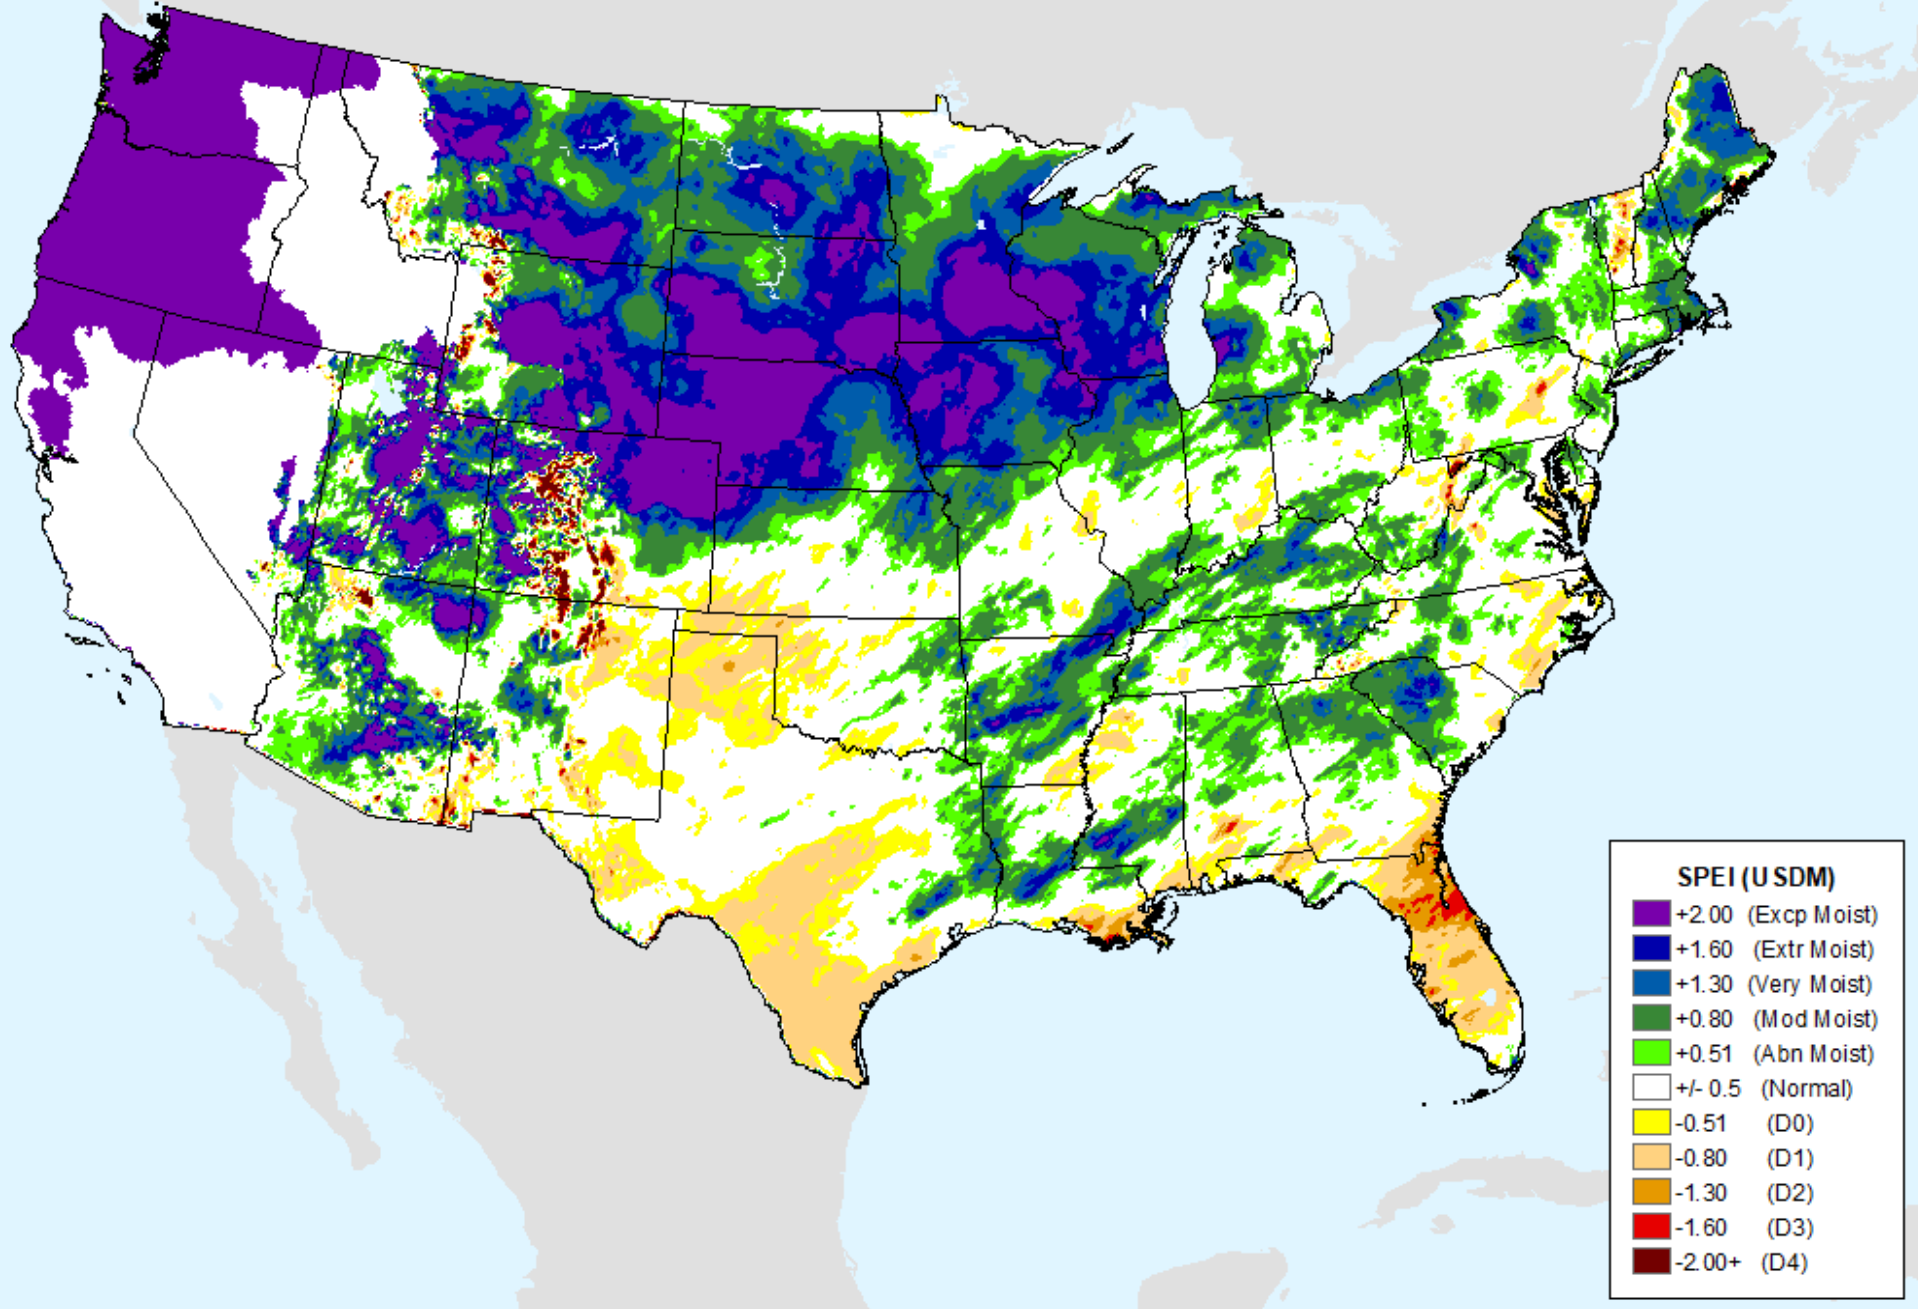 SPEI (USDM)
+2.00 (Excp Moist)
+1.60 (Extr Moist)
+1.30 (Very Moist)
+0.80 (Mod Moist)
+0.51 (Abn Moist)
+/- 0.5 (Normal)
-0.51 (D0)
-0.80 (D1)
-1.30 (D2)
-1.60 (D3)
-2.00+ (D4)